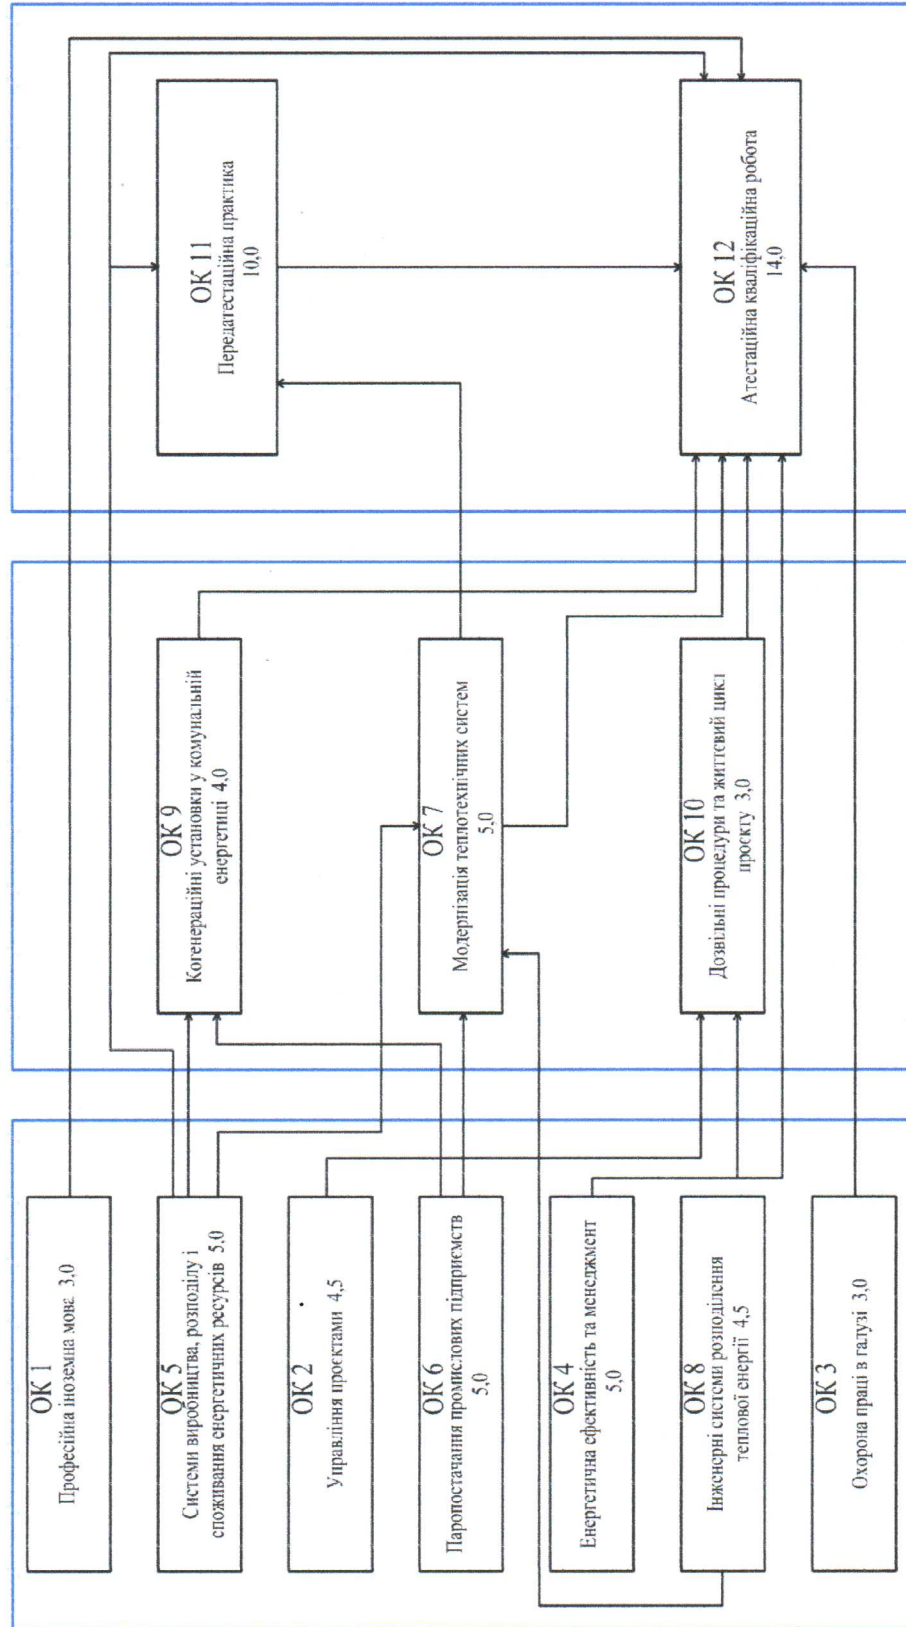 ОК 1
Професійна іноземна мова 3,0
ОК 5
Системи виробництва, розподілу і
споживання енергетичних ресурсів 5,0
ОК 2
Управління проєктами 4,5
ОК 6
Паропостачання промислових підприємств
5,0
ОК 4
Енергетична ефективність та менеджмент
5,0
ОК 8
Інженерні системи розподілення
теплової енергії 4,5
ОК 3
Охорона праці в галузі 3,0
ОК 9
Когенераційні установки у комунальній
енергетиці 4,0
ОК 7
Модернізація теплотехнічних систем
5,0
ОК 10
Дозвільні процедури та життєвий цикл
проєкту 3,0
ОК 11
Передатестаційна практика
10,0
ОК 12
Атестаційна кваліфікаційна робота
14,0